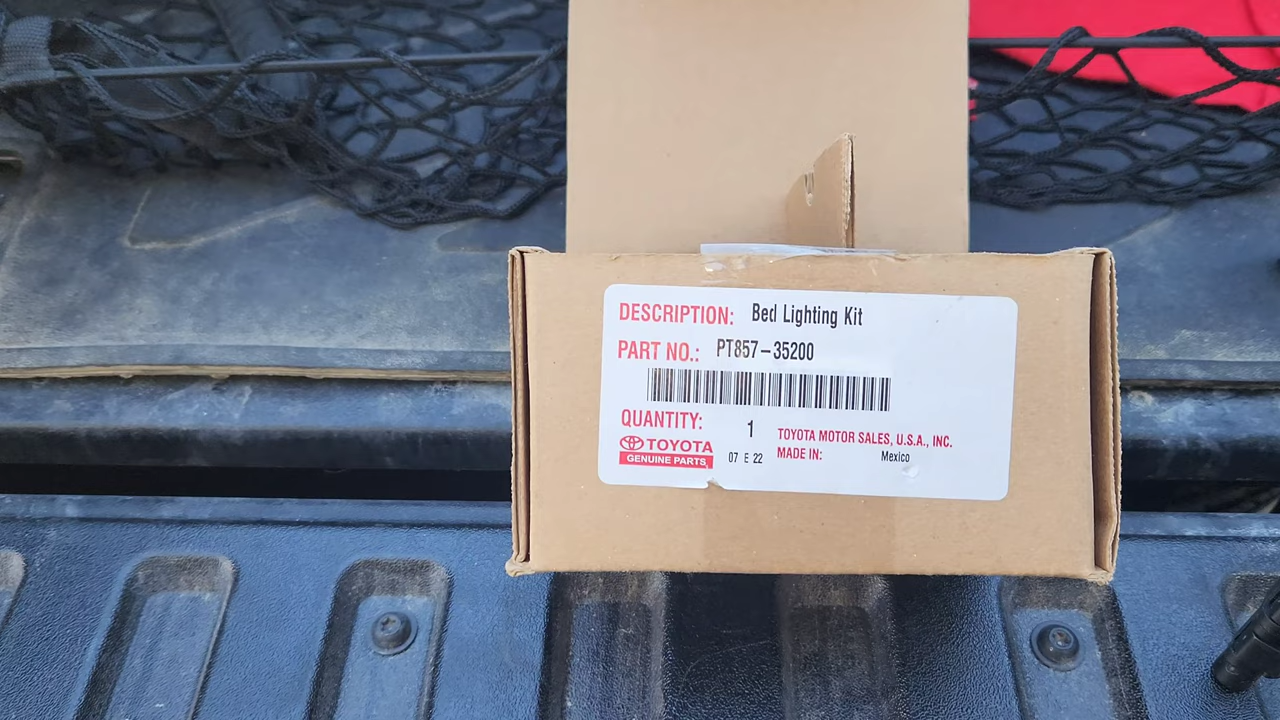 DESCRIPTION: Bed Lighting Kit
PART NO.: PT857-35200
QUANTITY: 1
TOYOTA
GENUINE PARTS
07 E 22
TOYOTA MOTOR SALES, U.S.A., INC.
MADE IN: Mexico